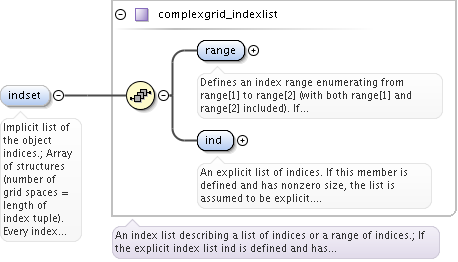 complexgrid_indexlist
range
Defines an index range enumerating from
range[1] to range[2] (with both range[1] and
range[2] included). If...
indset
Implicit list of
the object
indices.; Array
of structures
(number of
grid spaces =
length of
index tuple).
Every index...
ind
An explicit list of indices. If this member is
defined and has nonzero size, the list is
assumed to be explicit....
An index list describing a list of indices or a range of indices.; If
the explicit index list ind is defined and has...